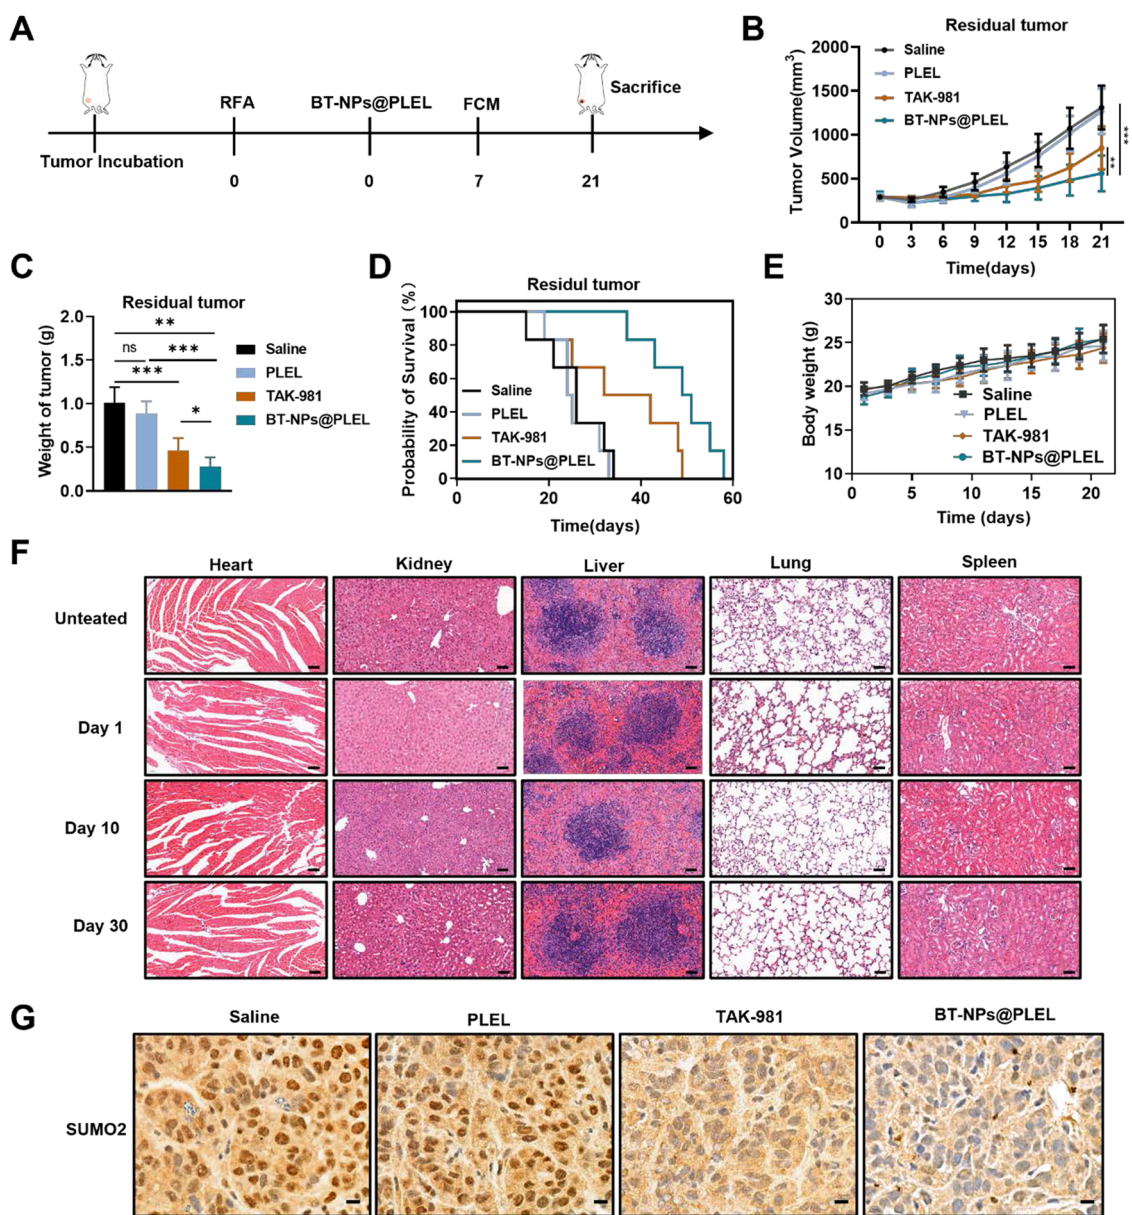 A
RFA
BT-NPs@PLEL
FCM
Sacrifice
Tumor Incubation
0
0
7
21
B
Residual tumor
Saline
PLEL
TAK-981
BT-NPs@PLEL
Tumor Volume(mm³)
2000
1500
1000
500
0
0 3 6 9 12 15 18 21
Time(days)
**
***
C
Residual tumor
Weight of tumor (g)
2.0
1.5
1.0
0.5
0.0
**
ns
***
***
*
Saline
PLEL
TAK-981
BT-NPs@PLEL
D
Residul tumor
Probability of Survival (%)
100
80
60
40
20
0
Saline
PLEL
TAK-981
BT-NPs@PLEL
0 20 40 60
Time(days)
E
Body weight (g)
30
25
20
15
10
Saline
PLEL
TAK-981
BT-NPs@PLEL
0 5 10 15 20
Time (days)
F
Heart Kidney Liver Lung Spleen
Unteated
Day 1
Day 10
Day 30
G
Saline PLEL TAK-981 BT-NPs@PLEL
SUMO2